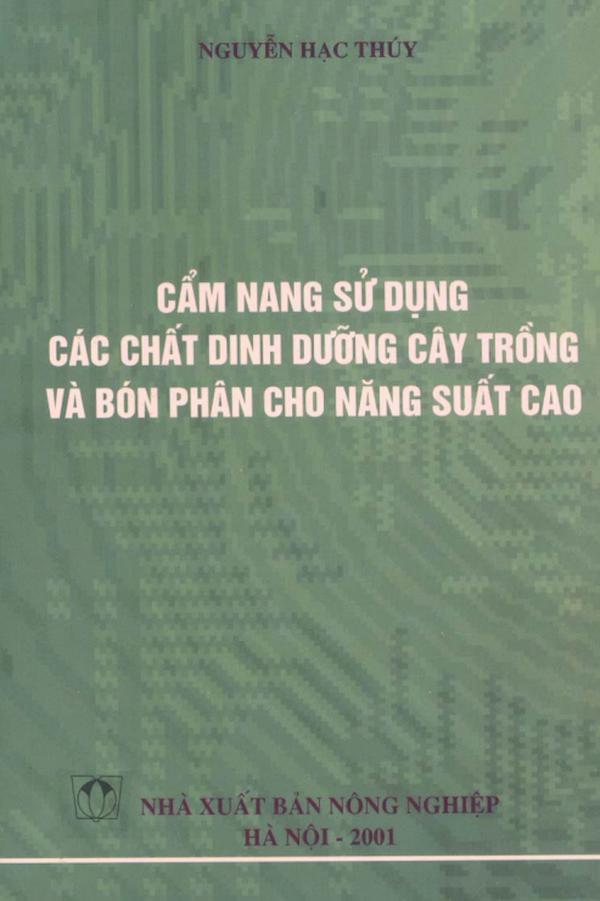 NGUYỄN HẠC THÚY
CẨM NANG SỬ DỤNG
CÁC CHẤT DINH DƯỠNG CÂY TRỒNG
VÀ BÓN PHÂN CHO NĂNG SUẤT CAO
NHÀ XUẤT BẢN NÔNG NGHIỆP
HÀ NỘI - 2001